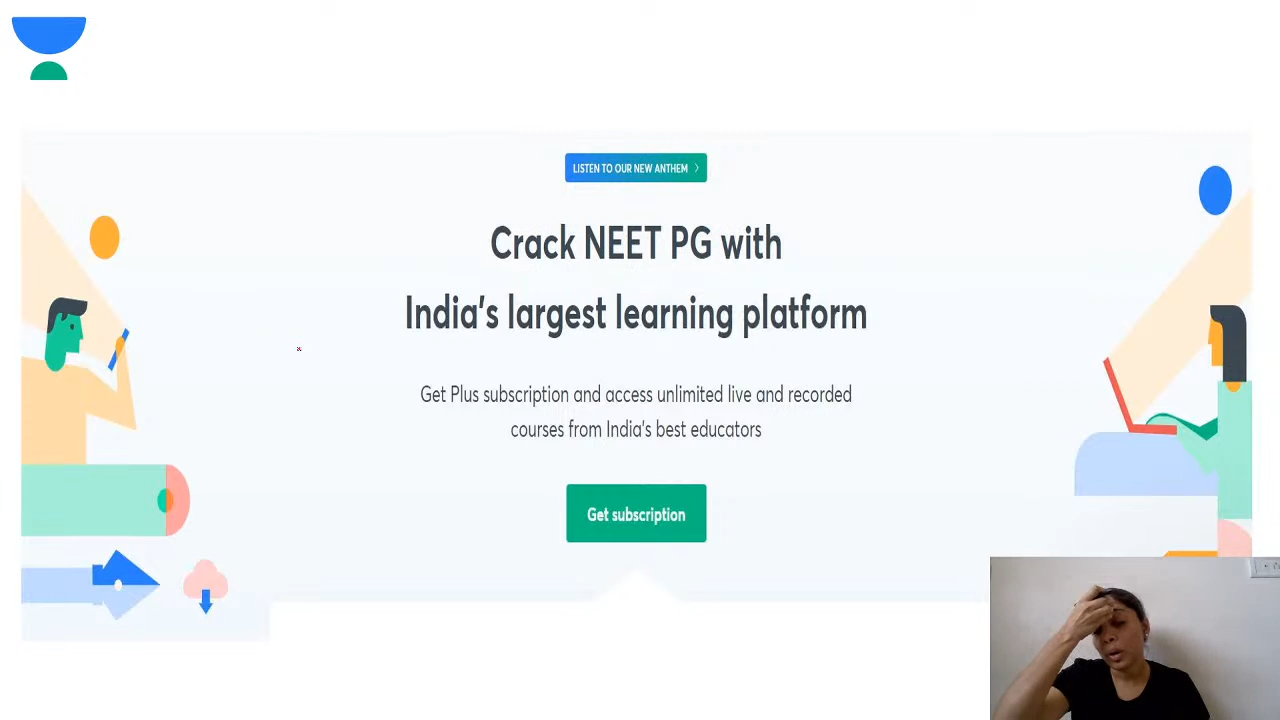 LISTEN TO OUR NEW ANTHEM
Crack NEET PG with
India's largest learning platform
Get Plus subscription and access unlimited live and recorded
courses from India's best educators
Get subscription